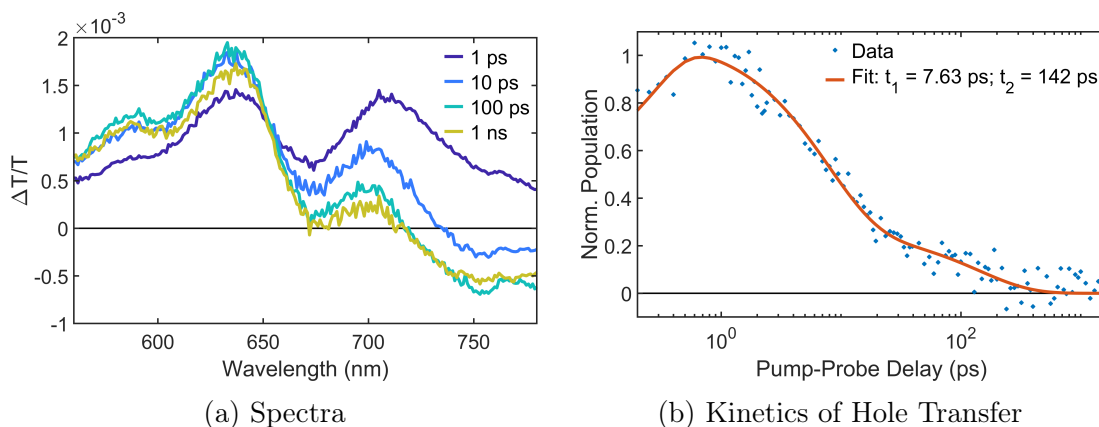 ×10⁻³
2
1.5
1
0.5
0
-0.5
-1
ΔT/T
600 650 700 750
Wavelength (nm)
1 ps
10 ps
100 ps
1 ns
(a) Spectra
1
0.8
0.6
0.4
0.2
0
Norm. Population
10⁰ 10²
Pump-Probe Delay (ps)
Data
Fit: t₁ = 7.63 ps; t₂ = 142 ps
(b) Kinetics of Hole Transfer